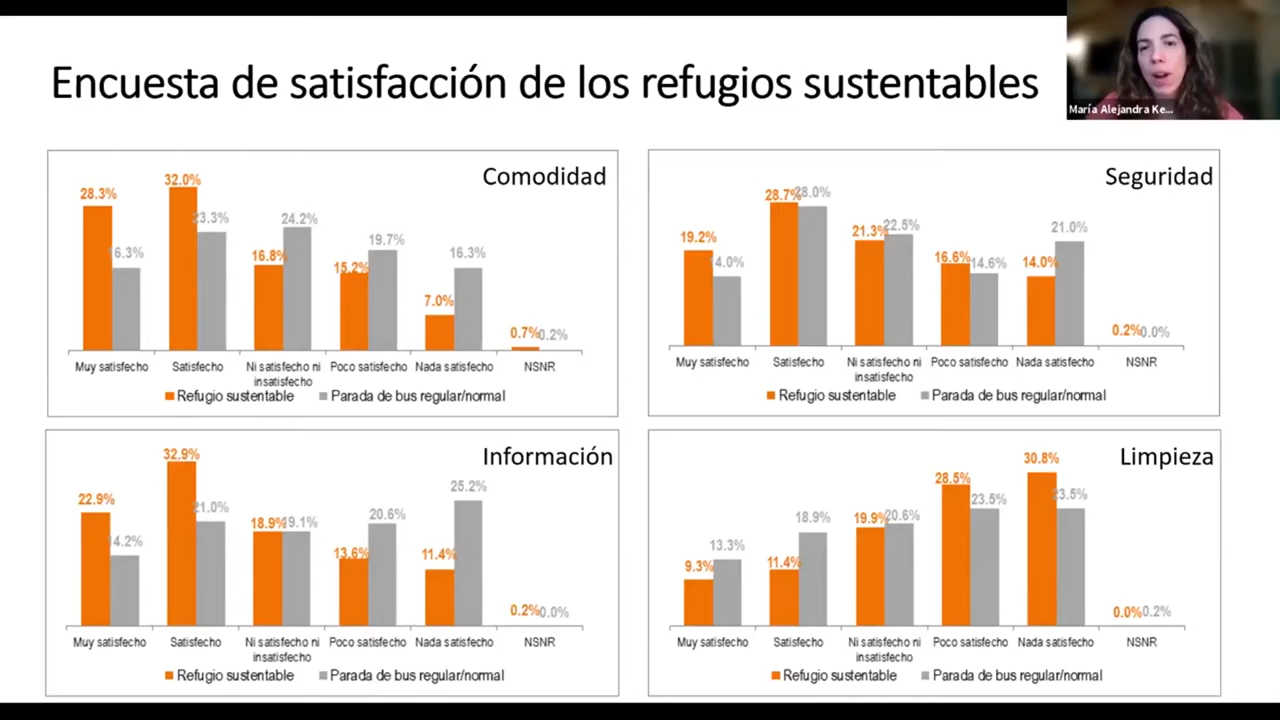 Encuesta de satisfacción de los refugios sustentables
María Alejandra Ke...
Comodidad
28.3%
16.3%
32.0%
23.3%
16.8%
24.2%
15.2%
19.7%
7.0%
16.3%
0.7%
0.2%
Muy satisfecho
Satisfecho
Ni satisfecho ni
insatisfecho
Poco satisfecho
Nada satisfecho
NSNR
Refugio sustentable
Parada de bus regular/normal
Seguridad
19.2%
14.0%
28.7%
28.0%
21.3%
22.5%
16.6%
14.6%
14.0%
21.0%
0.2%
0.0%
Muy satisfecho
Satisfecho
Ni satisfecho ni
insatisfecho
Poco satisfecho
Nada satisfecho
NSNR
Refugio sustentable
Parada de bus regular/normal
Información
22.9%
14.2%
32.9%
21.0%
18.9%
19.1%
13.6%
20.6%
11.4%
25.2%
0.2%
0.0%
Muy satisfecho
Satisfecho
Ni satisfecho ni
insatisfecho
Poco satisfecho
Nada satisfecho
NSNR
Refugio sustentable
Parada de bus regular/normal
Limpieza
9.3%
13.3%
11.4%
18.9%
19.9%
20.6%
28.5%
23.5%
30.8%
23.5%
0.0%
0.2%
Muy satisfecho
Satisfecho
Ni satisfecho ni
insatisfecho
Poco satisfecho
Nada satisfecho
NSNR
Refugio sustentable
Parada de bus regular/normal